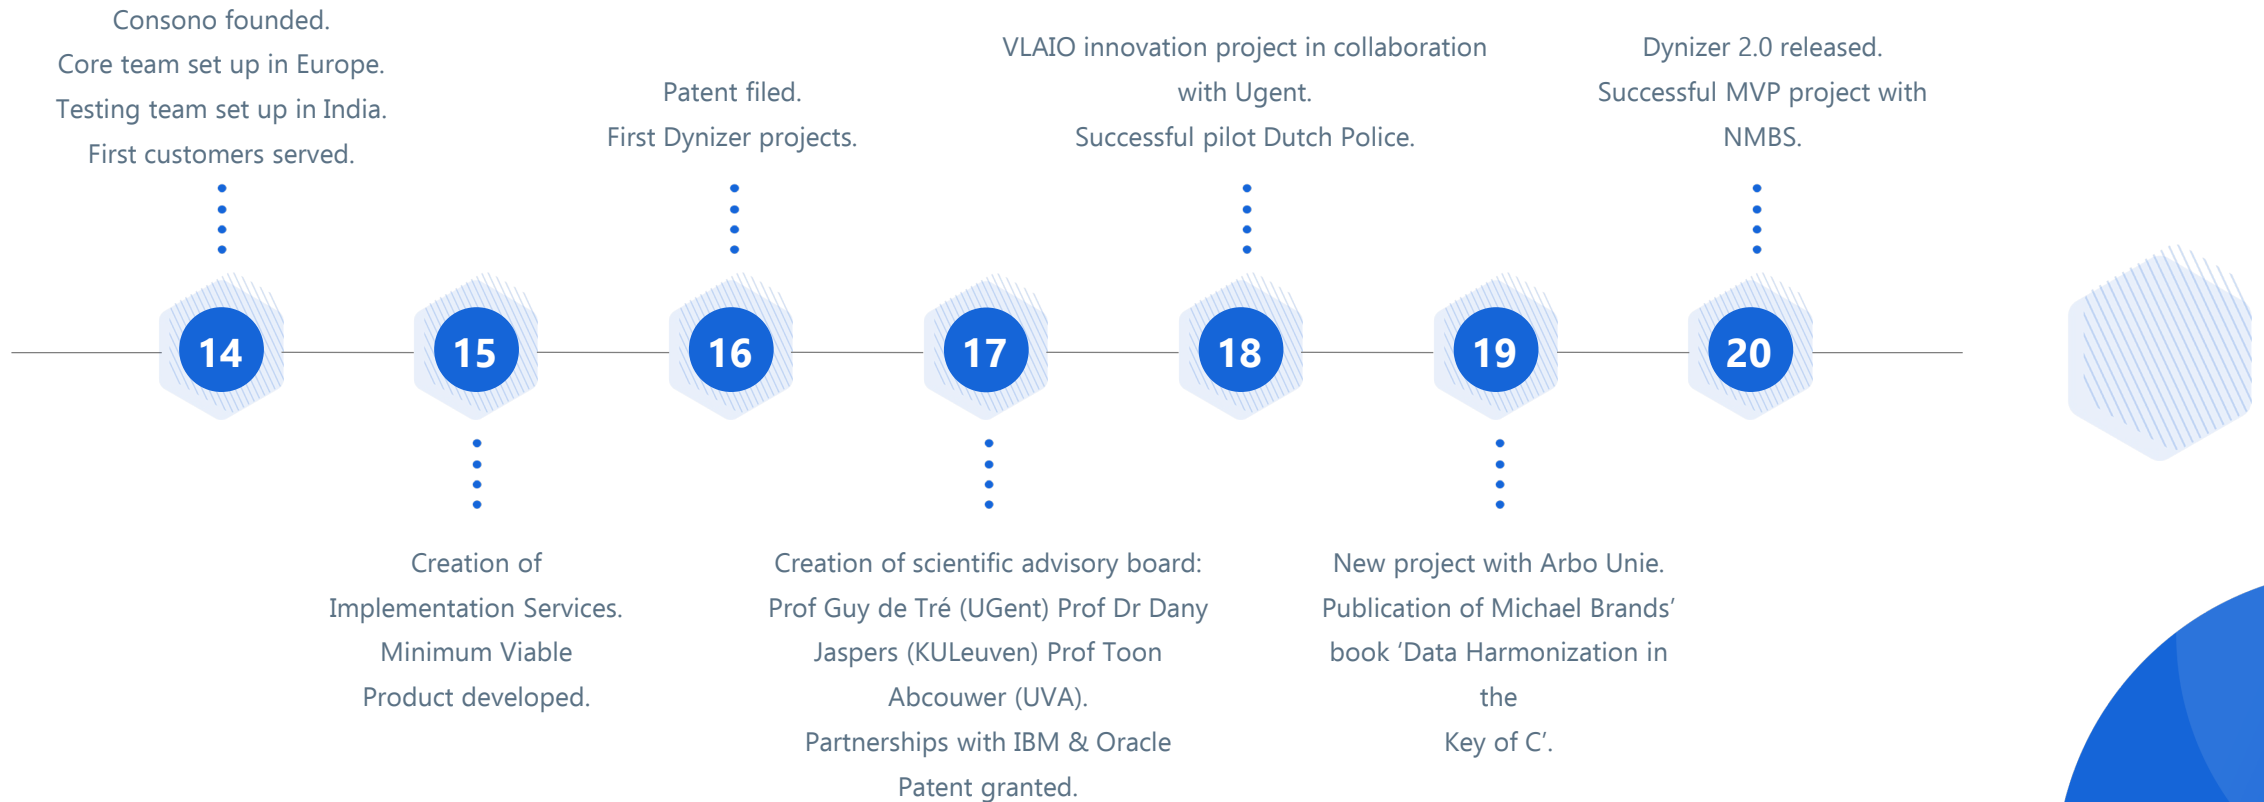 Consono founded.
Core team set up in Europe.
Testing team set up in India.
First customers served.
Patent filed.
First Dynizer projects.
VLAIO innovation project in collaboration
with Ugent.
Successful pilot Dutch Police.
Dynizer 2.0 released.
Successful MVP project with
NMBS.
14
15
16
17
18
19
20
Creation of
Implementation Services.
Minimum Viable
Product developed.
Creation of scientific advisory board:
Prof Guy de Tré (UGent) Prof Dr Dany
Jaspers (KULeuven) Prof Toon
Abcouwer (UVA).
Partnerships with IBM & Oracle
Patent granted.
New project with Arbo Unie.
Publication of Michael Brands’
book ‘Data Harmonization in
the
Key of C’.